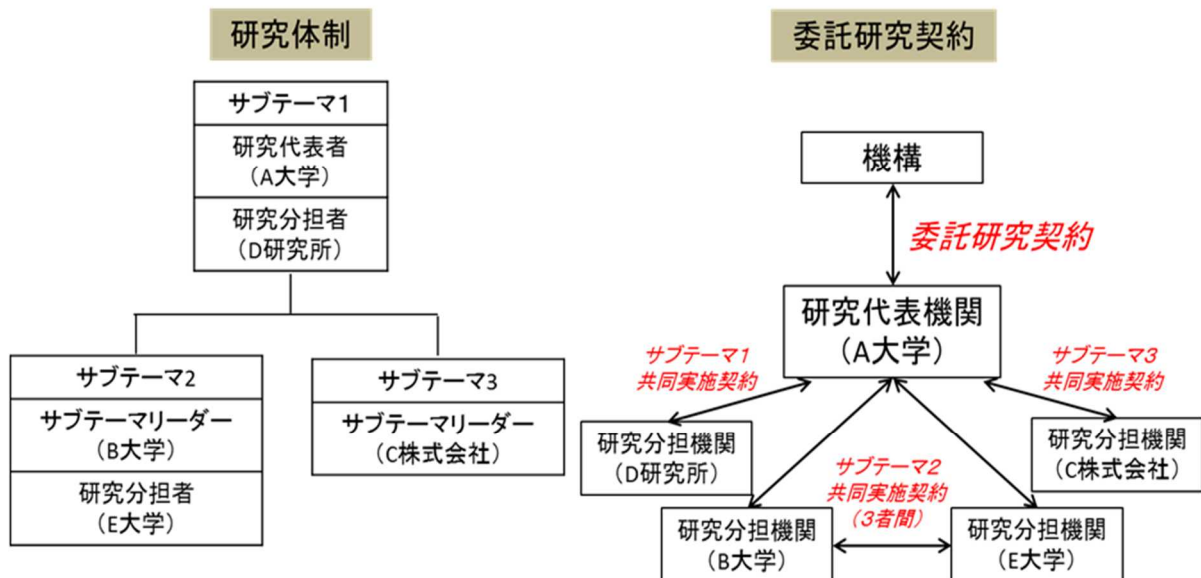 研究体制
サブテーマ1
研究代表者
（A大学）
研究分担者
（D研究所）
サブテーマ2
サブテーマリーダー
（B大学）
研究分担者
（E大学）
サブテーマ3
サブテーマリーダー
（C株式会社）
委託研究契約
機構
委託研究契約
研究代表機関
（A大学）
サブテーマ1
共同実施契約
サブテーマ3
共同実施契約
研究分担機関
（D研究所）
研究分担機関
（C株式会社）
サブテーマ2
共同実施契約
（3者間）
研究分担機関
（B大学）
研究分担機関
（E大学）